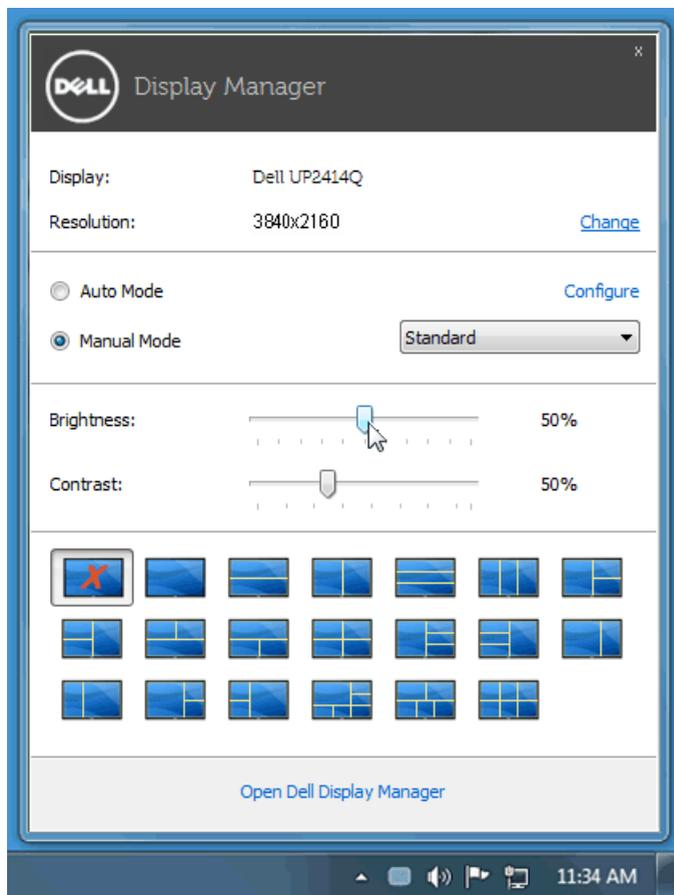 DELL Display Manager x
Display: Dell UP2414Q
Resolution: 3840x2160 Change
Auto Mode Configure
Manual Mode Standard
Brightness: 50%
Contrast: 50%
Open Dell Display Manager
11:34 AM